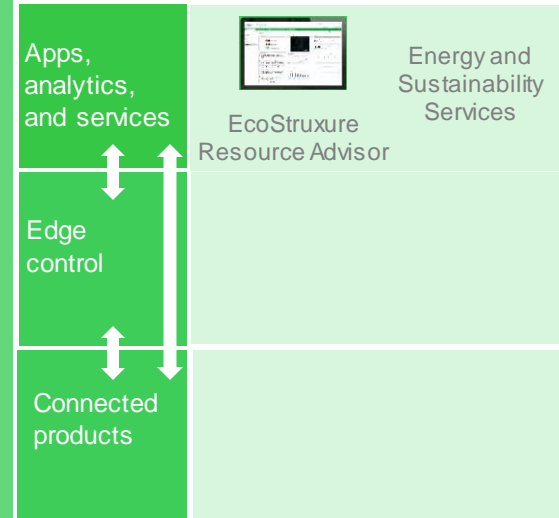 Apps,
analytics,
and services
EcoStruxure
Resource Advisor
Energy and
Sustainability
Services
Edge
control
Connected
products